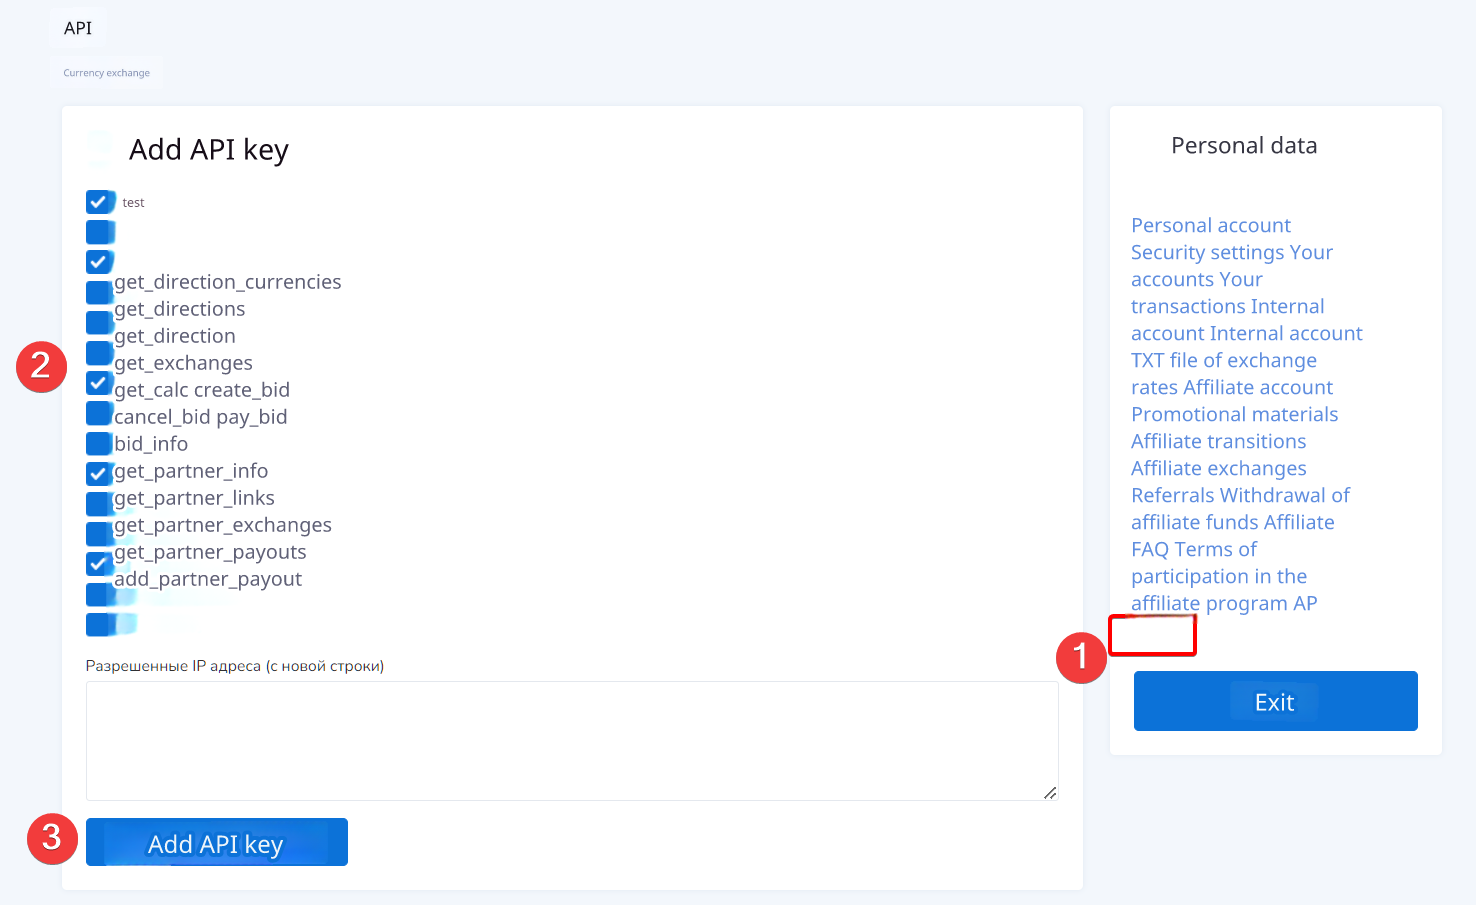 API
Currency exchange
Add API key
test
get_direction_currencies
get_directions
get_direction
get_exchanges
get_calc create_bid
cancel_bid pay_bid
bid_info
get_partner_info
get_partner_links
get_partner_exchanges
get_partner_payouts
add_partner_payout
2
Разрешенные IP адреса (с новой строки)
3
Add API key
Personal data
Personal account
Security settings Your
accounts Your
transactions Internal
account Internal account
TXT file of exchange
rates Affiliate account
Promotional materials
Affiliate transitions
Affiliate exchanges
Referrals Withdrawal of
affiliate funds Affiliate
FAQ Terms of
participation in the
affiliate program AP
1
Exit